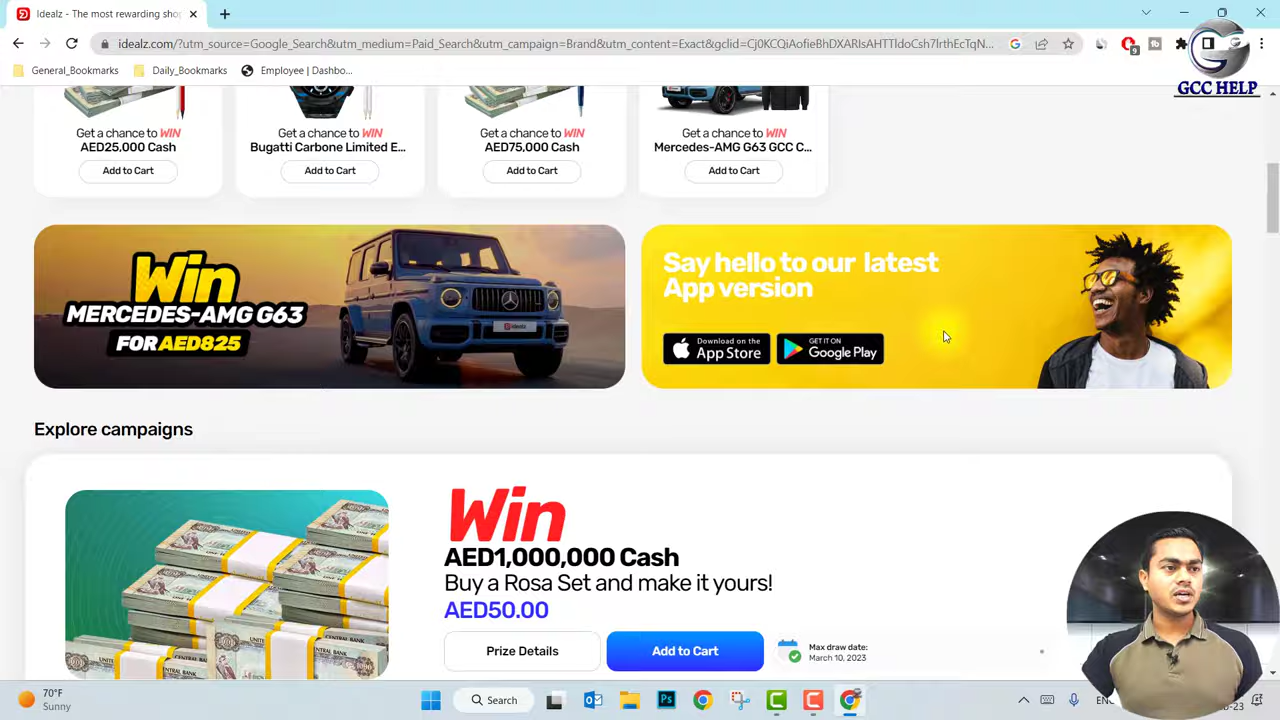 Idealz - The most rewarding sho
idealz.com/?utm_source=Google_Search&utm_medium=Paid_Search&utm_campaign=Brand&utm_content=Exact&gclid=
9
General_Bookmarks
Daily_Bookmarks
Employee | Dashbo...
GCC HELP
Get a chance to WIN
AED25,000 Cash
Add to Cart
Get a chance to WIN
Bugatti Carbone Limited E...
Add to Cart
Get a chance to WIN
AED75,000 Cash
Add to Cart
Get a chance to WIN
Mercedes-AMG G63 GCC C...
Add to Cart
Win
MERCEDES-AMG G63
FOR AED825
idealz
Say hello to our latest
App version
Download on the
App Store
GET IT ON
Google Play
Explore campaigns
Win
AED1,000,000 Cash
Buy a Rosa Set and make it yours!
AED50.00
Prize Details
Add to Cart
Max draw date:
March 10, 2023
70°F
Sunny
Search
Ps